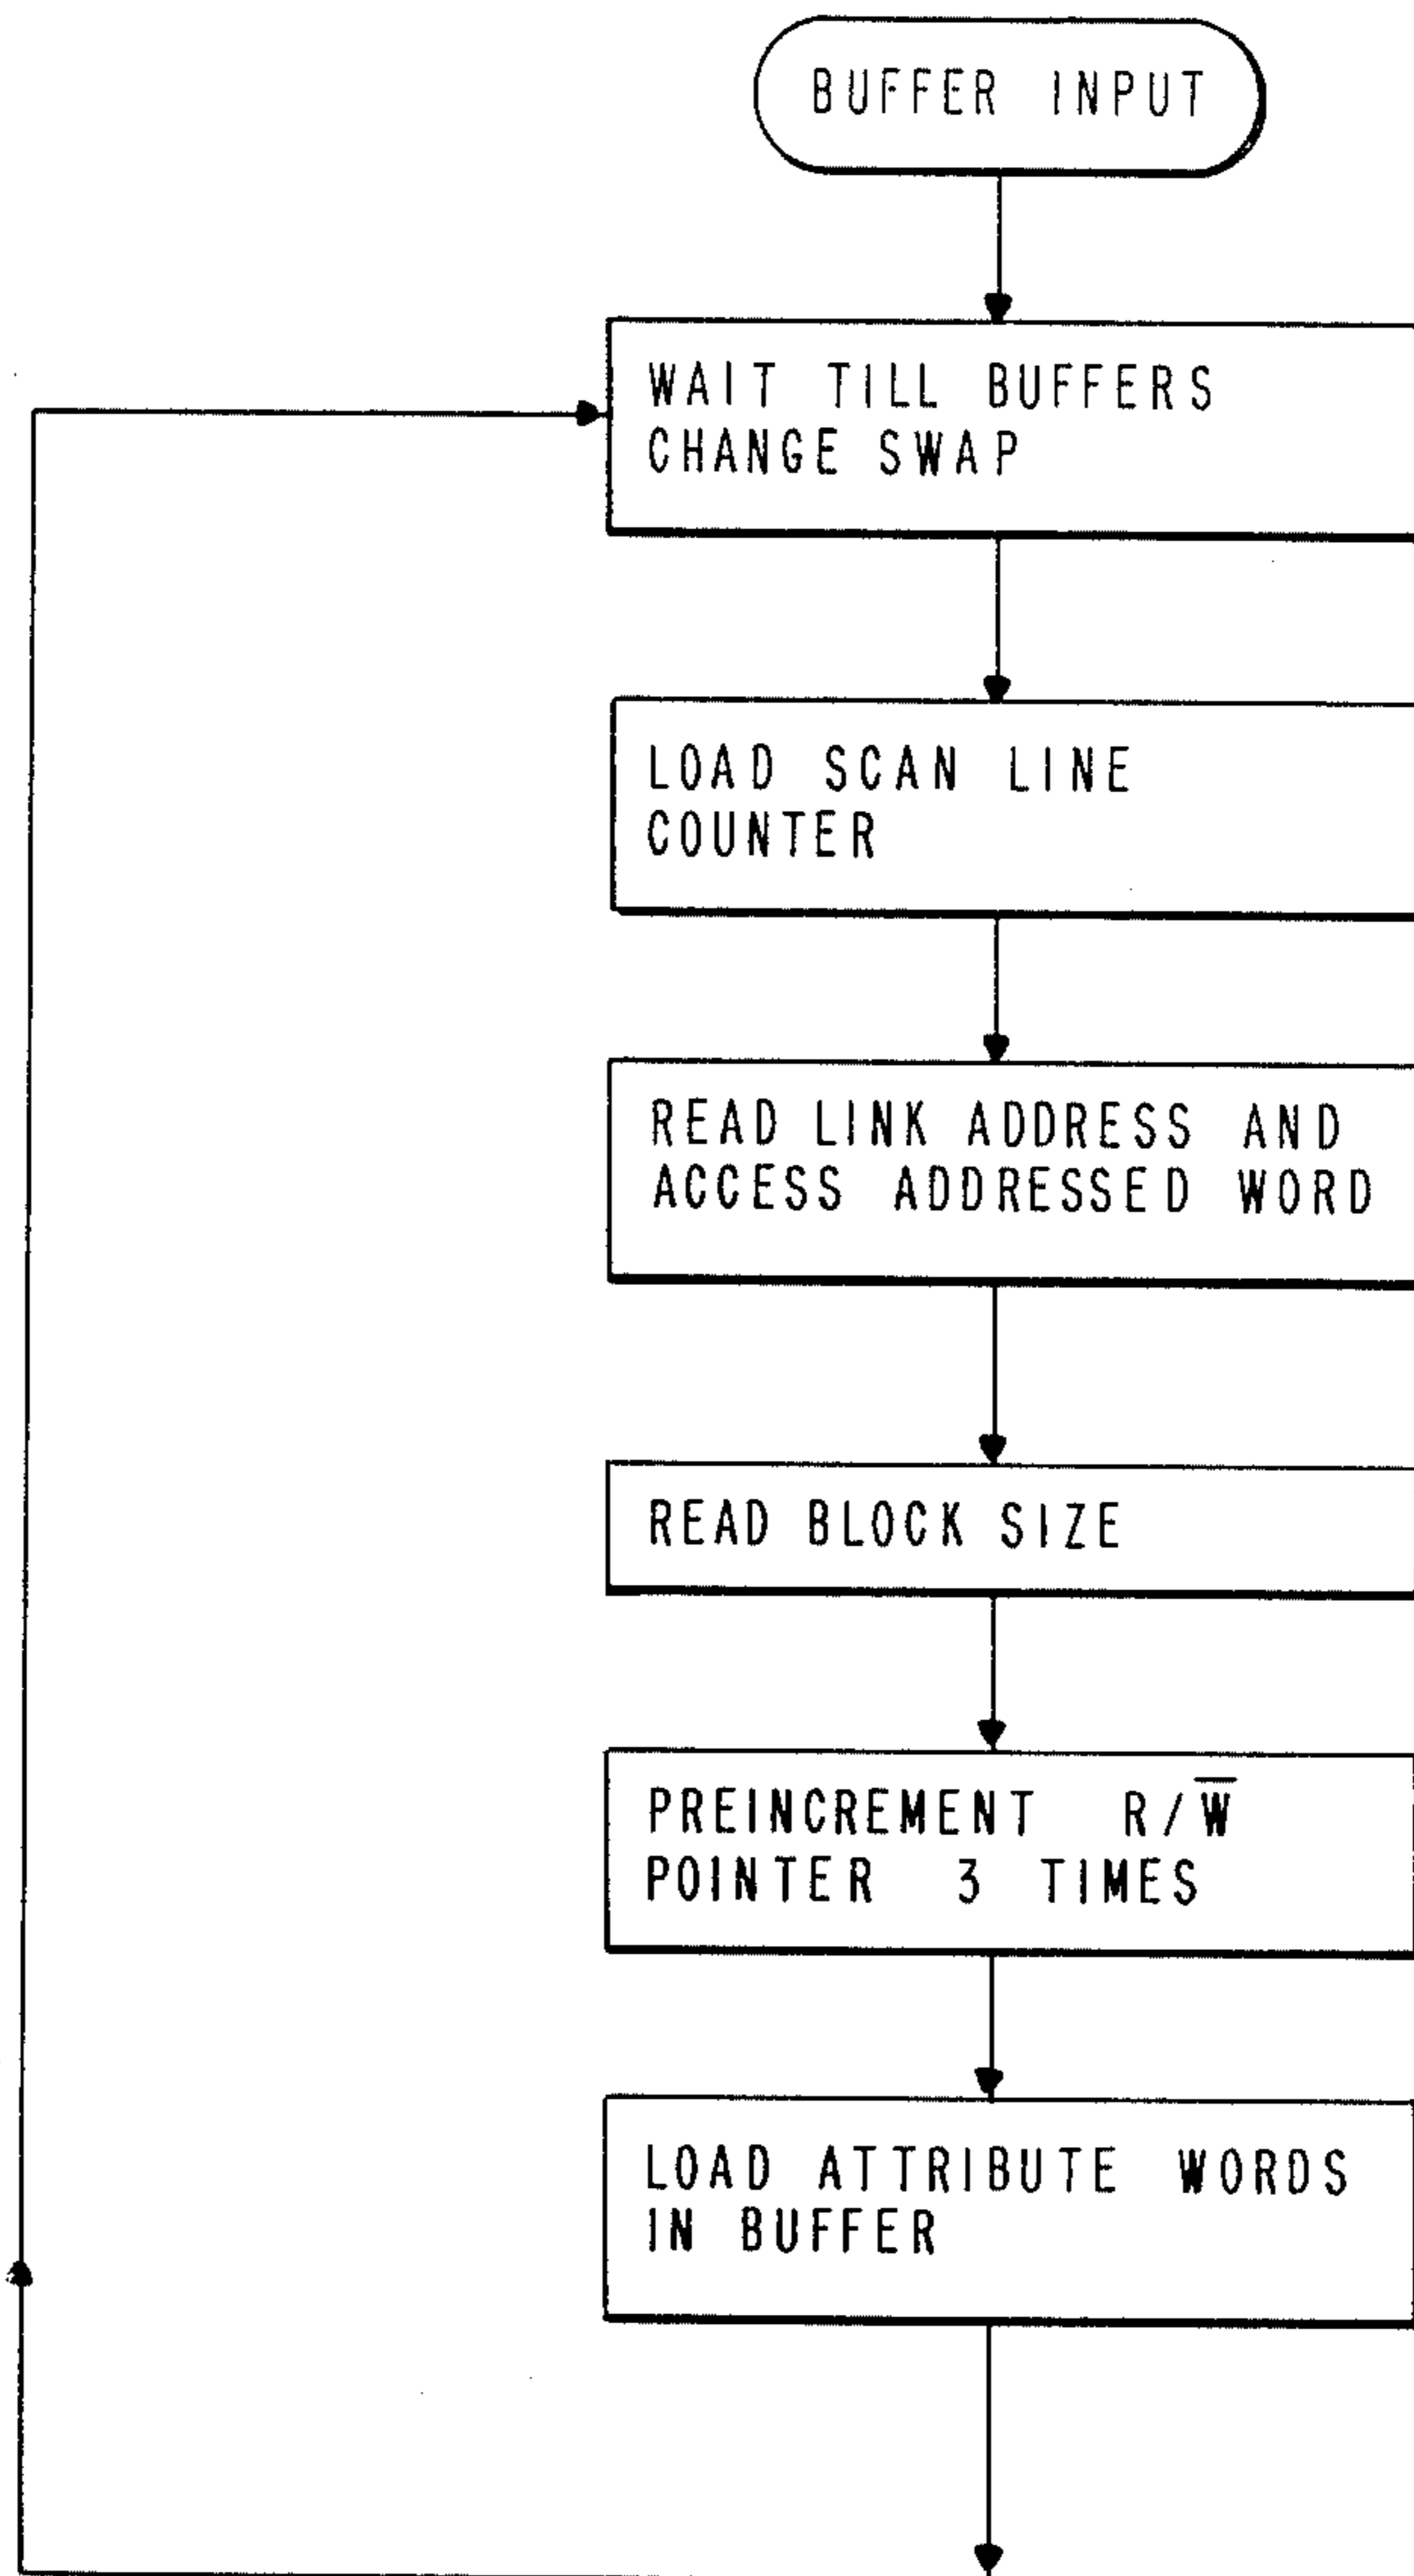 BUFFER INPUT
WAIT TILL BUFFERS
CHANGE SWAP
LOAD SCAN LINE
COUNTER
READ LINK ADDRESS AND
ACCESS ADDRESSED WORD
READ BLOCK SIZE
PREINCREMENT R/W̅
POINTER 3 TIMES
LOAD ATTRIBUTE WORDS
IN BUFFER